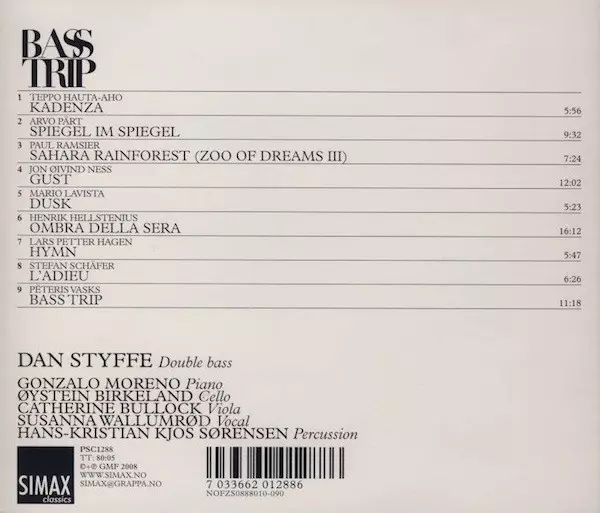 BASS
TRIP
1 TEPPO HAUTA-AHO
KADENZA 5:56
2 ARVO PÄRT
SPIEGEL IM SPIEGEL 9:32
3 PAUL RAMSIER
SAHARA RAINFOREST (ZOO OF DREAMS III) 7:24
4 JON ØIVIND NESS
GUST 12:02
5 MARIO LAVISTA
DUSK 5:23
6 HENRIK HELLSTENIUS
OMBRA DELLA SERA 16:12
7 LARS PETTER HAGEN
HYMN 5:47
8 STEFAN SCHÄFER
L'ADIEU 6:26
9 PĒTERIS VASKS
BASS TRIP 11:18
DAN STYFFE Double bass
GONZALO MORENO Piano
ØYSTEIN BIRKELAND Cello
CATHERINE BULLOCK Viola
SUSANNA WALLUMRØD Vocal
HANS-KRISTIAN KJOS SØRENSEN Percussion
SIMAX
classics
PSC1288
TT: 80:05
©+℗ GMF 2008
WWW.SIMAX.NO
SIMAX@GRAPPA.NO
7 033662 012886
NOFZS0888010-090